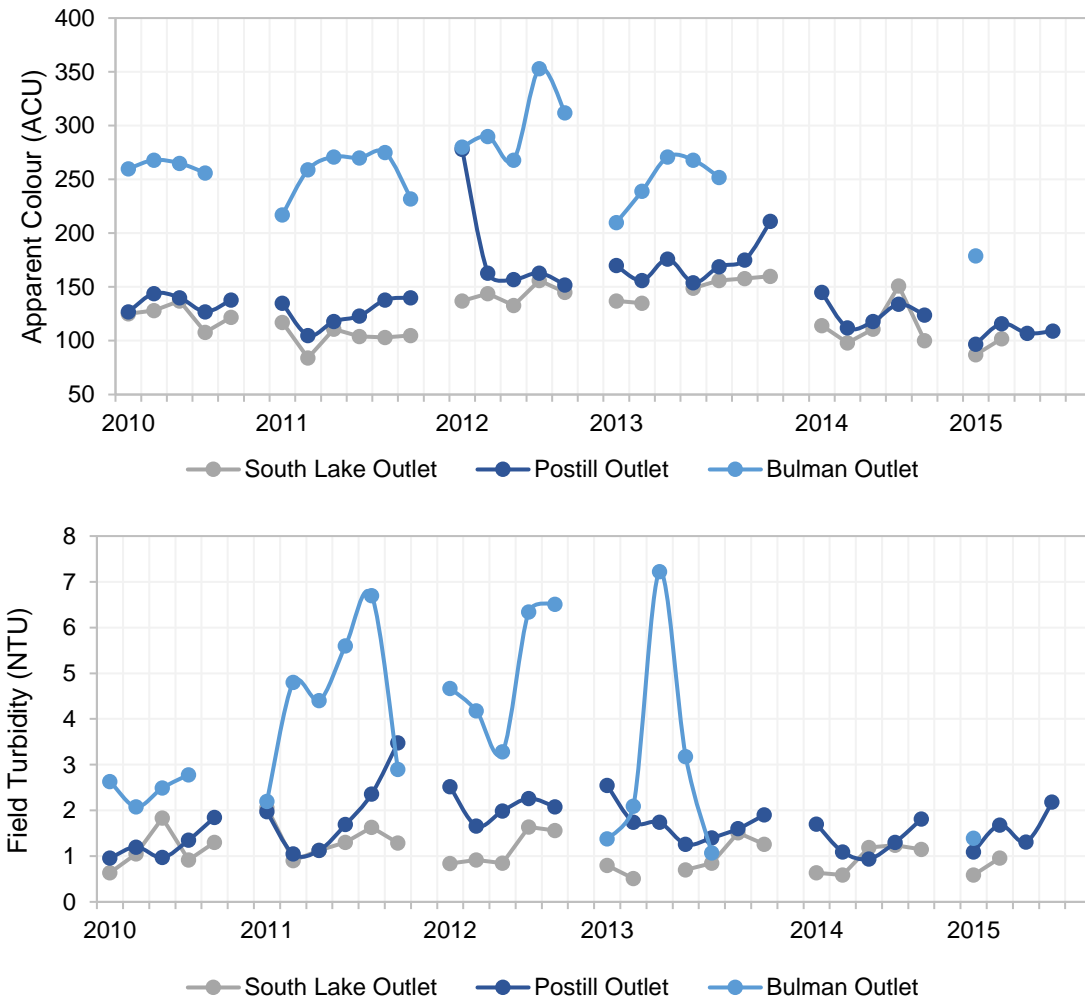 Apparent Colour (ACU)
400
350
300
250
200
150
100
50
2010 2011 2012 2013 2014 2015
South Lake Outlet Postill Outlet Bulman Outlet
Field Turbidity (NTU)
8
7
6
5
4
3
2
1
0
2010 2011 2012 2013 2014 2015
South Lake Outlet Postill Outlet Bulman Outlet